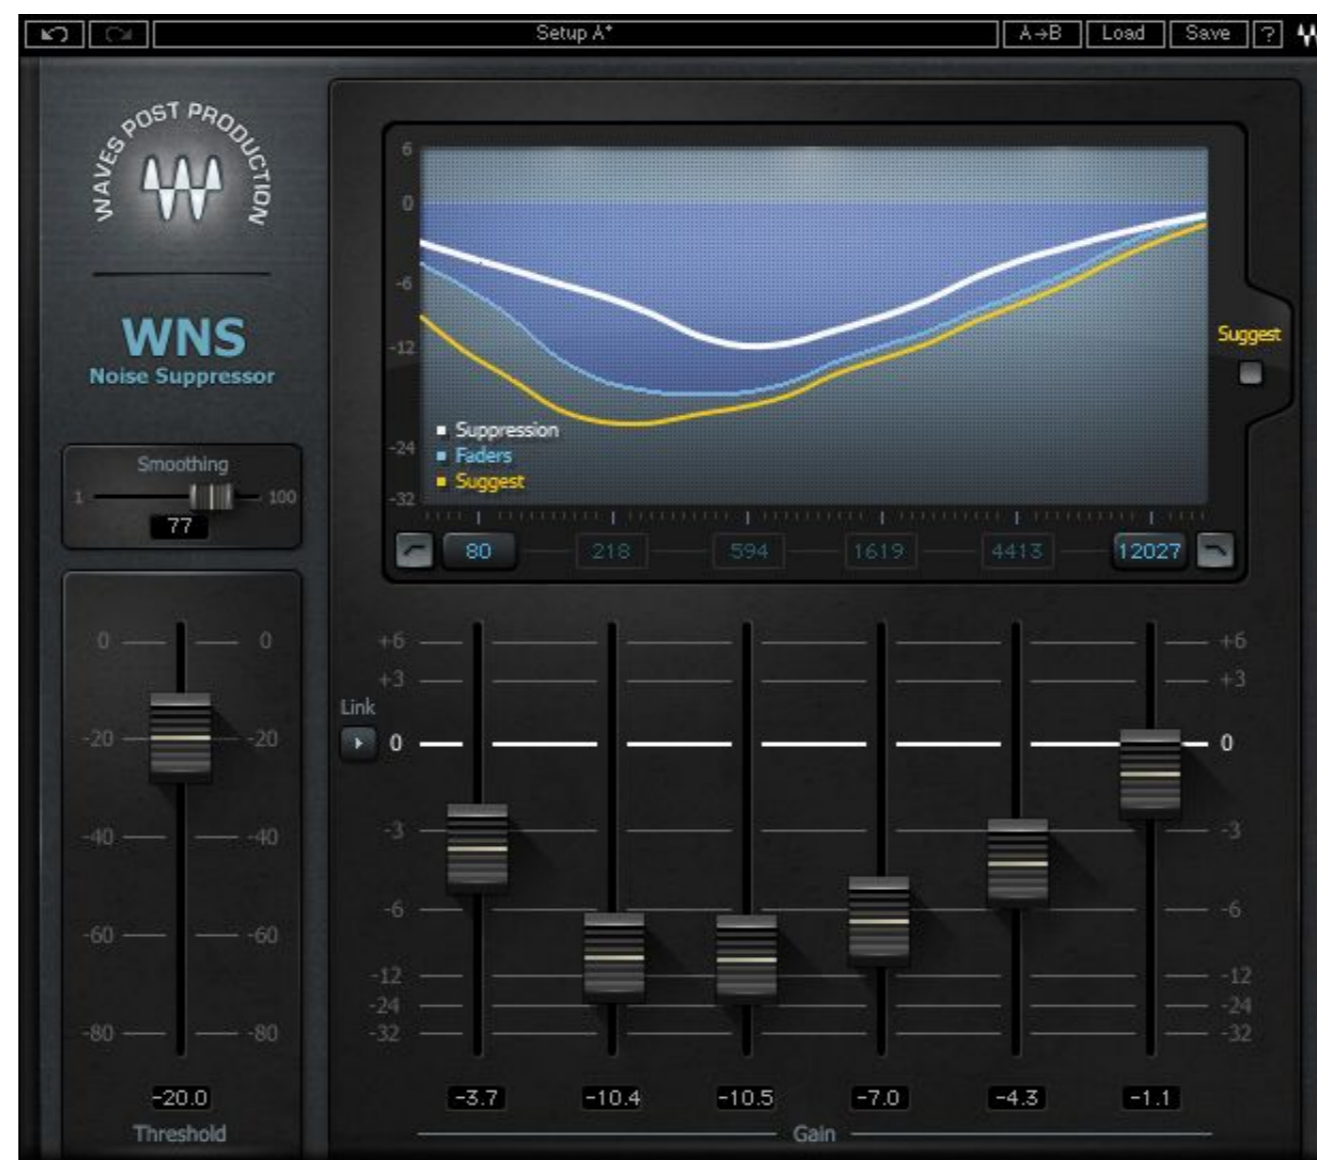 Setup A*
A→B
Load
Save
?
WAVES POST PRODUCTION
WNS
Noise Suppressor
Smoothing
1
100
77
0 0
-20 -20
-40 -40
-60 -60
-80 -80
-20.0
Threshold
6
0
-6
-12
-24
-32
Suppression
Faders
Suggest
Suggest
80 218 594 1619 4413 12027
Link
+6 +6
+3 +3
0 0
-3 -3
-6 -6
-12 -12
-24 -24
-32 -32
-3.7 -10.4 -10.5 -7.0 -4.3 -1.1
Gain